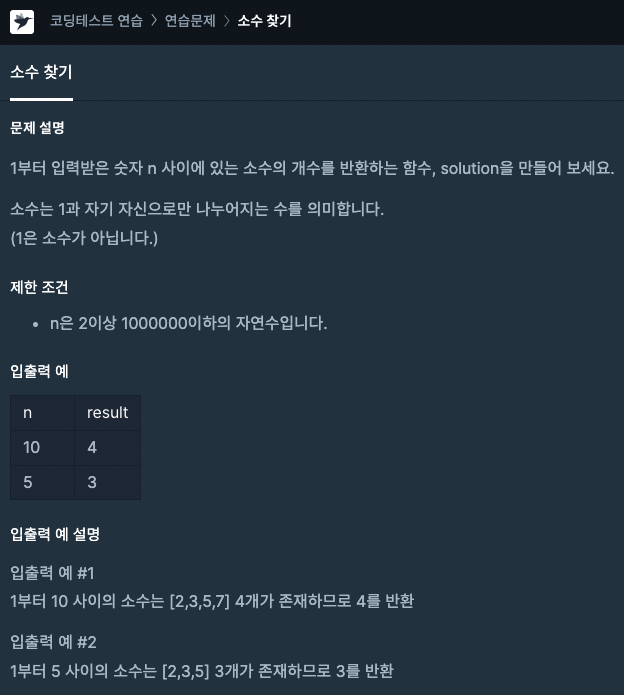 코딩테스트 연습 > 연습문제 > 소수 찾기
소수 찾기
문제 설명
1부터 입력받은 숫자 n 사이에 있는 소수의 개수를 반환하는 함수, solution을 만들어 보세요.
소수는 1과 자기 자신으로만 나누어지는 수를 의미합니다.
(1은 소수가 아닙니다.)
제한 조건
• n은 2이상 1000000이하의 자연수입니다.
입출력 예
n result
10 4
5 3
입출력 예 설명
입출력 예 #1
1부터 10 사이의 소수는 [2,3,5,7] 4개가 존재하므로 4를 반환
입출력 예 #2
1부터 5 사이의 소수는 [2,3,5] 3개가 존재하므로 3를 반환